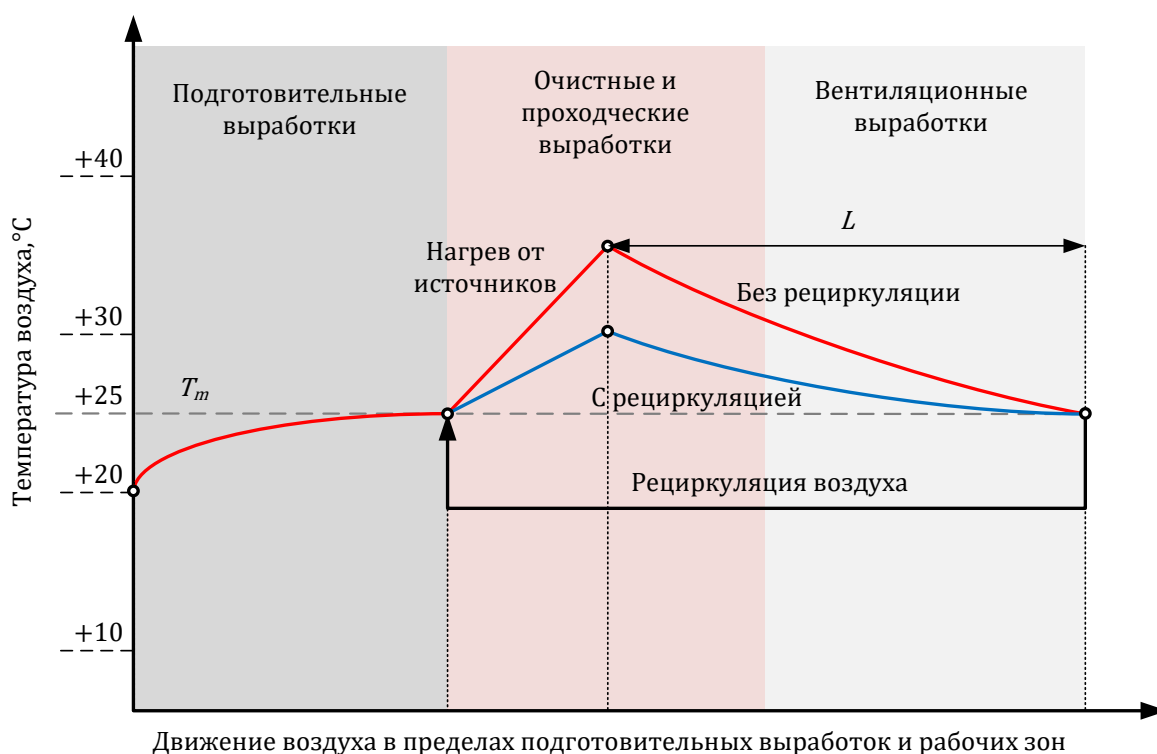 Подготовительные
выработки
Очистные и
проходческие
выработки
Вентиляционные
выработки
+40
+30
+25
+20
+10
Температура воздуха,°С
L
Нагрев от
источников
Без рециркуляции
Tm
С рециркуляцией
Рециркуляция воздуха
Движение воздуха в пределах подготовительных выработок и рабочих зон